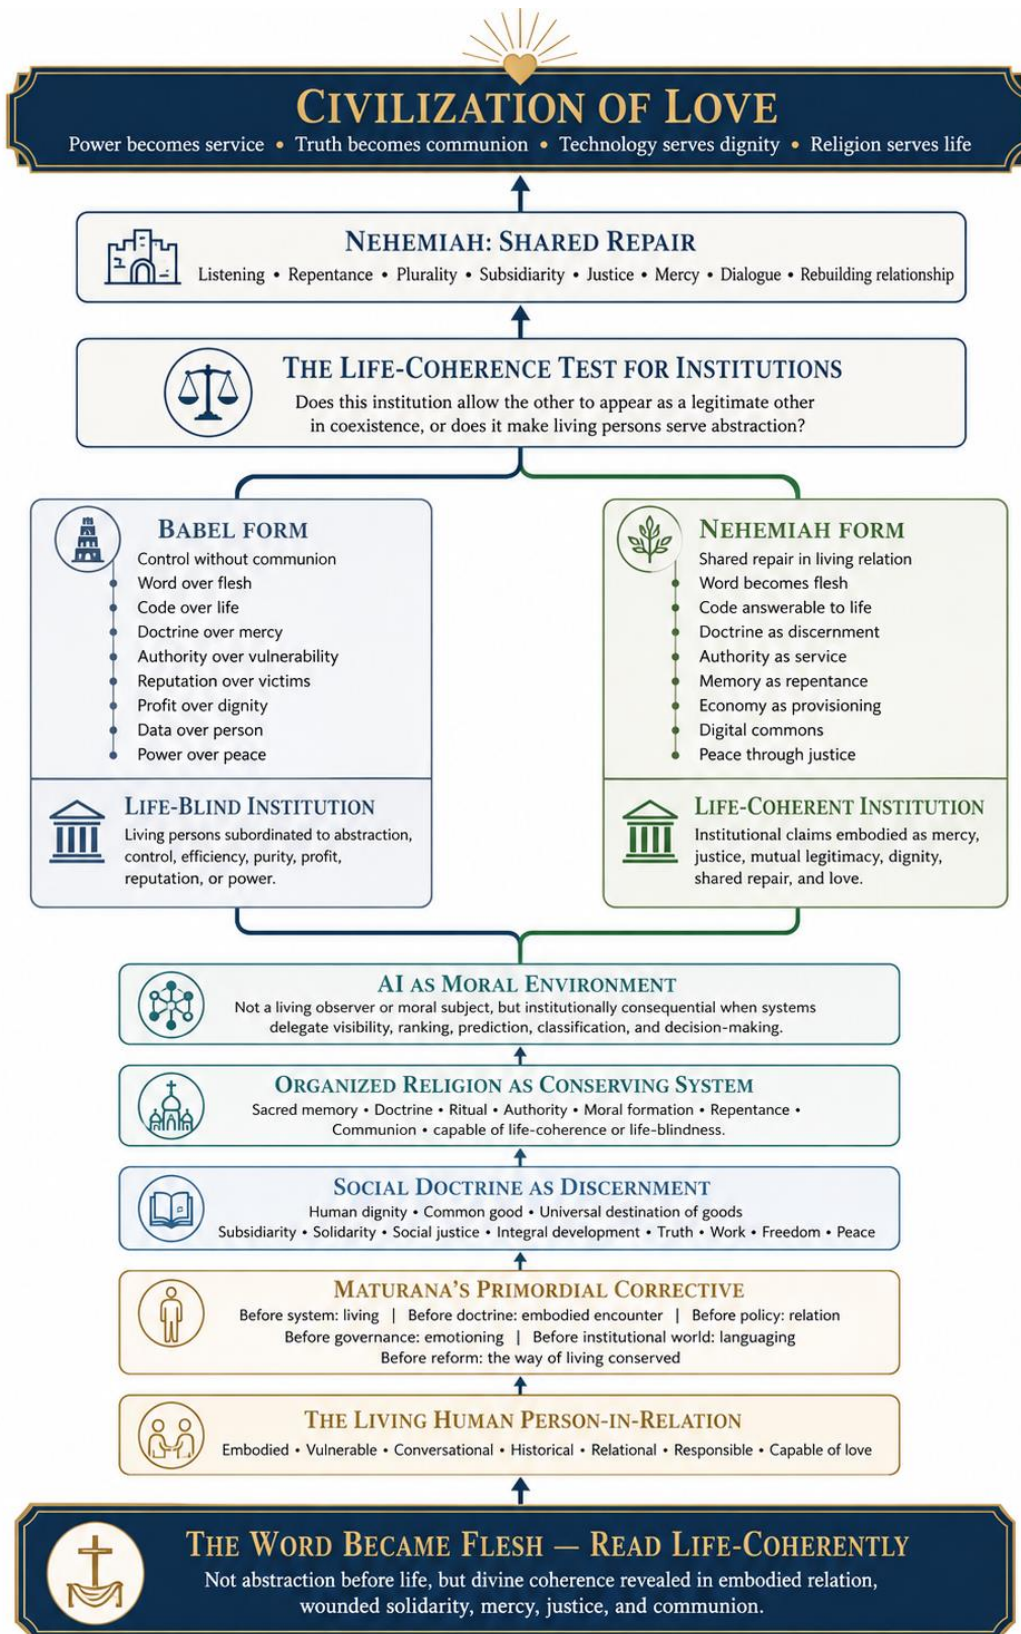 CIVILIZATION OF LOVE
Power becomes service • Truth becomes communion • Technology serves dignity • Religion serves life
NEHEMIAH: SHARED REPAIR
Listening • Repentance • Plurality • Subsidiarity • Justice • Mercy • Dialogue • Rebuilding relationship
THE LIFE-COHERENCE TEST FOR INSTITUTIONS
Does this institution allow the other to appear as a legitimate other
in coexistence, or does it make living persons serve abstraction?
BABEL FORM
Control without communion
Word over flesh
Code over life
Doctrine over mercy
Authority over vulnerability
Reputation over victims
Profit over dignity
Data over person
Power over peace
LIFE-BLIND INSTITUTION
Living persons subordinated to abstraction,
control, efficiency, purity, profit,
reputation, or power.
NEHEMIAH FORM
Shared repair in living relation
Word becomes flesh
Code answerable to life
Doctrine as discernment
Authority as service
Memory as repentance
Economy as provisioning
Digital commons
Peace through justice
LIFE-COHERENT INSTITUTION
Institutional claims embodied as mercy,
justice, mutual legitimacy, dignity,
shared repair, and love.
AI AS MORAL ENVIRONMENT
Not a living observer or moral subject, but institutionally consequential when systems
delegate visibility, ranking, prediction, classification, and decision-making.
ORGANIZED RELIGION AS CONSERVING SYSTEM
Sacred memory • Doctrine • Ritual • Authority • Moral formation • Repentance •
Communion • capable of life-coherence or life-blindness.
SOCIAL DOCTRINE AS DISCERNMENT
Human dignity • Common good • Universal destination of goods
Subsidiarity • Solidarity • Social justice • Integral development • Truth • Work • Freedom • Peace
MATURANA'S PRIMORDIAL CORRECTIVE
Before system: living | Before doctrine: embodied encounter | Before policy: relation
Before governance: emotioning | Before institutional world: languaging
Before reform: the way of living conserved
THE LIVING HUMAN PERSON-IN-RELATION
Embodied • Vulnerable • Conversational • Historical • Relational • Responsible • Capable of love
THE WORD BECAME FLESH — READ LIFE-COHERENTLY
Not abstraction before life, but divine coherence revealed in embodied relation,
wounded solidarity, mercy, justice, and communion.